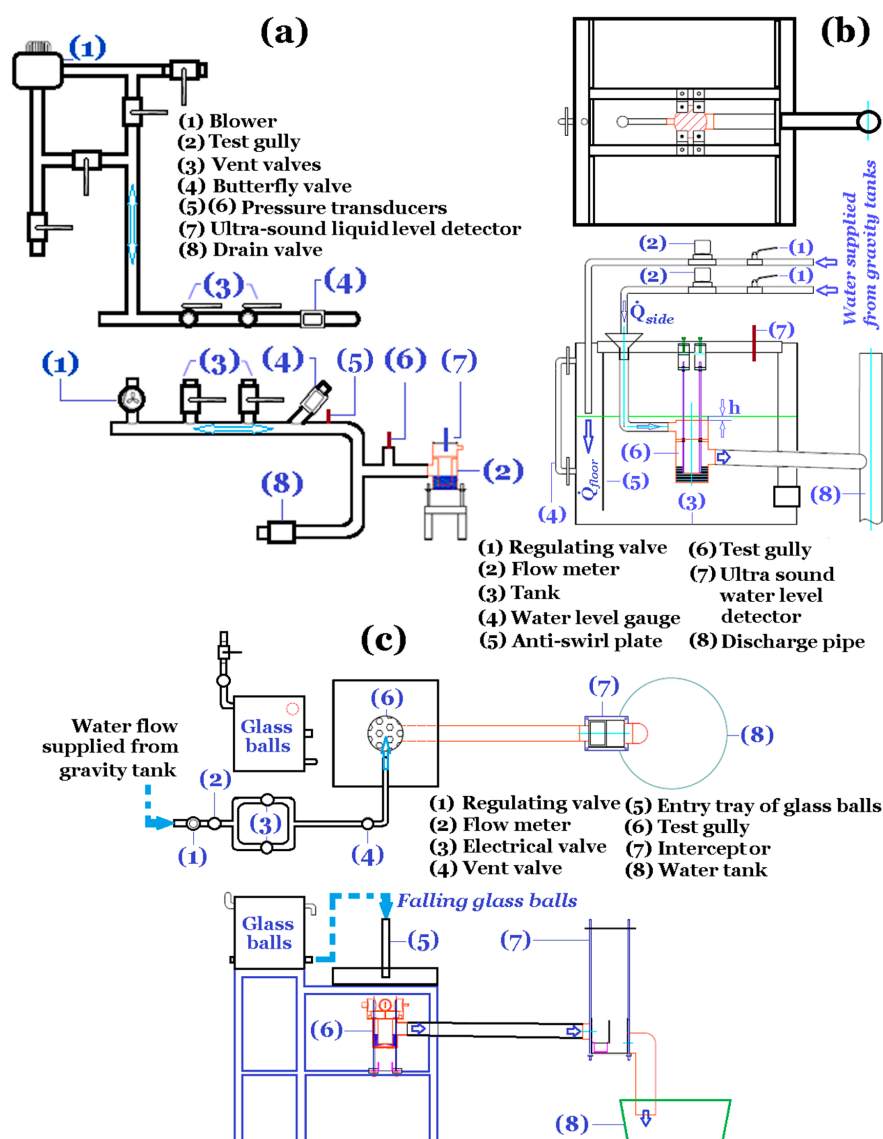 (a)
(1)
(1) Blower
(2) Test gully
(3) Vent valves
(4) Butterfly valve
(5)(6) Pressure transducers
(7) Ultra-sound liquid level detector
(8) Drain valve
(3)
(4)
(1)
(3)
(4)
(5)
(6)
(7)
(2)
(8)
(b)
Water supplied
from gravity tanks
(2)
(1)
(2)
(1)
Q̇side
(7)
h
(6)
Q̇floor
(5)
(4)
(3)
(8)
(1) Regulating valve
(2) Flow meter
(3) Tank
(4) Water level gauge
(5) Anti-swirl plate
(6) Test gully
(7) Ultra sound
water level
detector
(8) Discharge pipe
(c)
Water flow
supplied from
gravity tank
Glass
balls
(6)
(7)
(8)
(2)
(3)
(1)
(4)
(1) Regulating valve
(2) Flow meter
(3) Electrical valve
(4) Vent valve
(5) Entry tray of glass balls
(6) Test gully
(7) Interceptor
(8) Water tank
Falling glass balls
Glass
balls
(5)
(7)
(6)
(8)